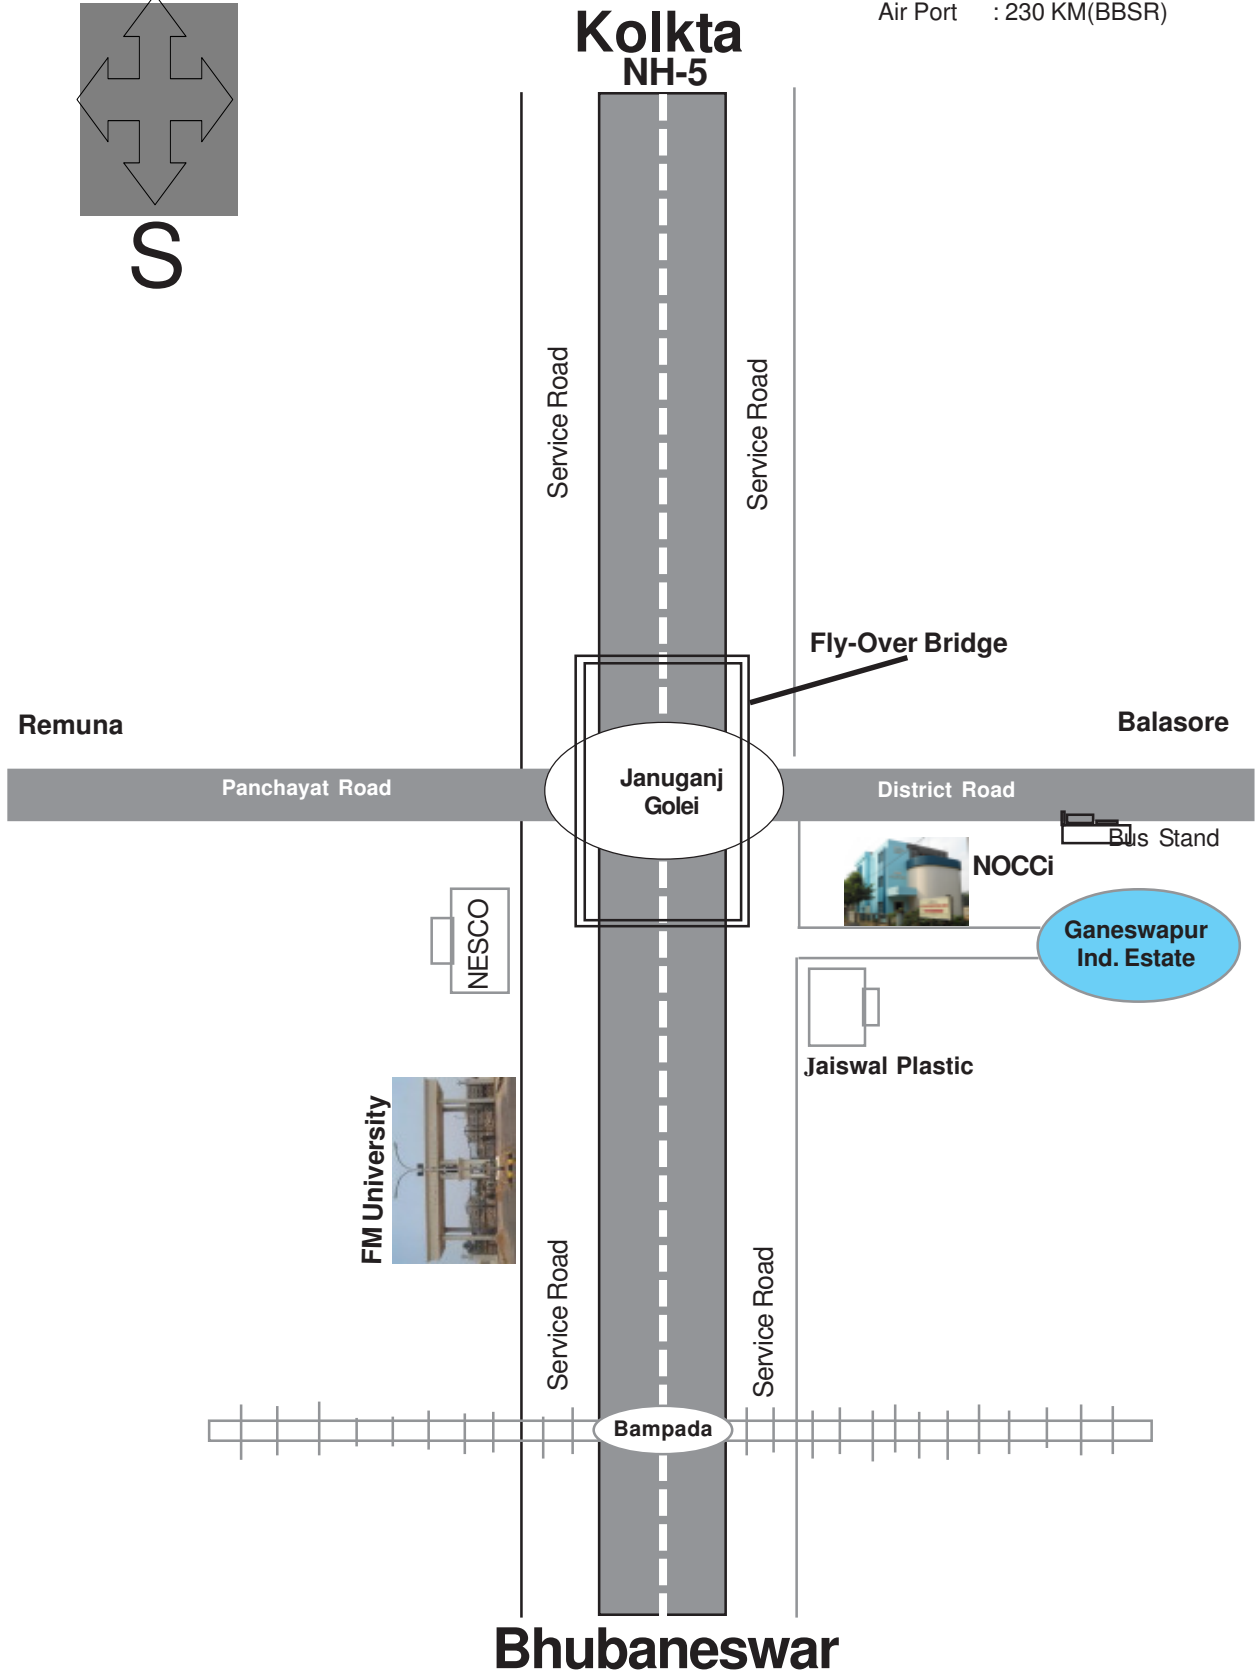 Air Port : 230 KM(BBSR)
Kolkta
NH-5
S
Service Road
Service Road
Fly-Over Bridge
Remuna
Balasore
Panchayat Road
Januganj
Golei
District Road
Bus Stand
NOCCi
NESCO
Ganeswapur
Ind. Estate
Jaiswal Plastic
FM University
Service Road
Service Road
Bampada
Bhubaneswar